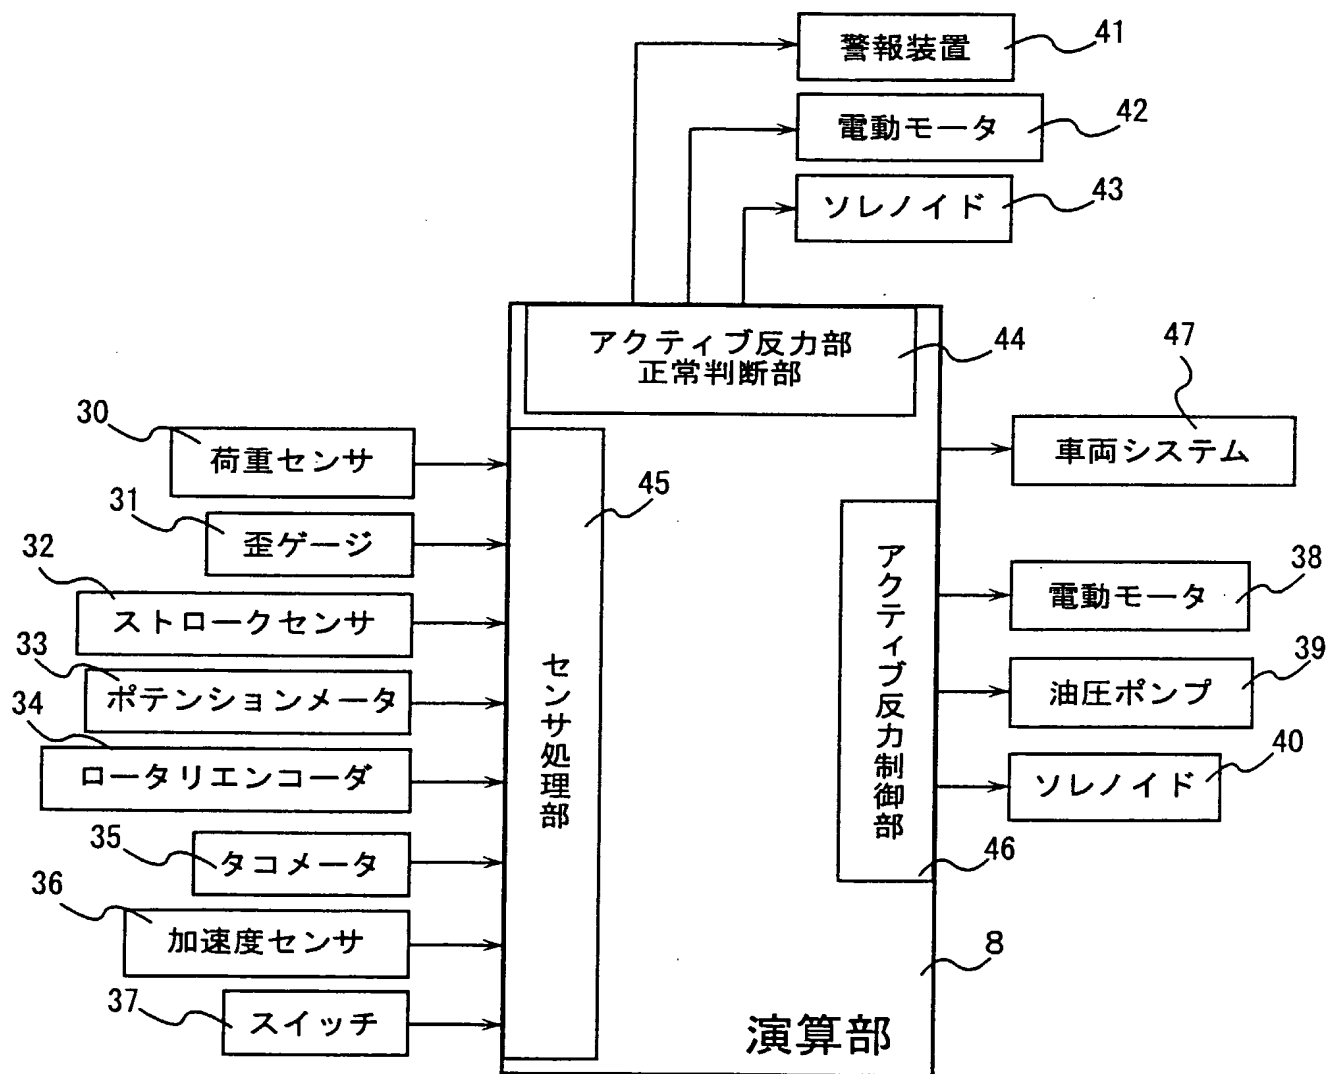 警報装置
41
電動モータ
42
ソレノイド
43
アクティブ反力部
正常判断部
44
47
車両システム
30
荷重センサ
45
31
歪ゲージ
32
ストロークセンサ
33
ポテンションメータ
34
ロータリエンコーダ
35
タコメータ
36
加速度センサ
37
スイッチ
センサ処理部
アクティブ反力制御部
46
電動モータ
38
油圧ポンプ
39
ソレノイド
40
8
演算部